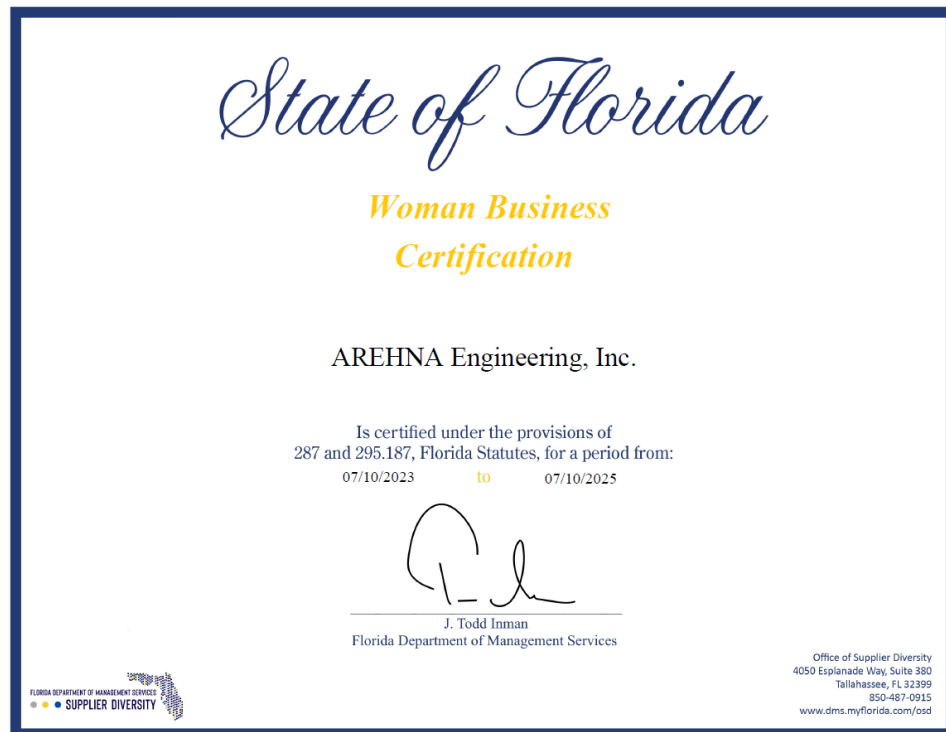 State of Florida
Woman Business
Certification
AREHNA Engineering, Inc.
Is certified under the provisions of
287 and 295.187, Florida Statutes, for a period from:
07/10/2023 to 07/10/2025
J. Todd Inman
Florida Department of Management Services
FLORIDA DEPARTMENT OF MANAGEMENT SERVICES
SUPPLIER DIVERSITY
Office of Supplier Diversity
4050 Esplanade Way, Suite 380
Tallahassee, FL 32399
850-487-0915
www.dms.myflorida.com/osd